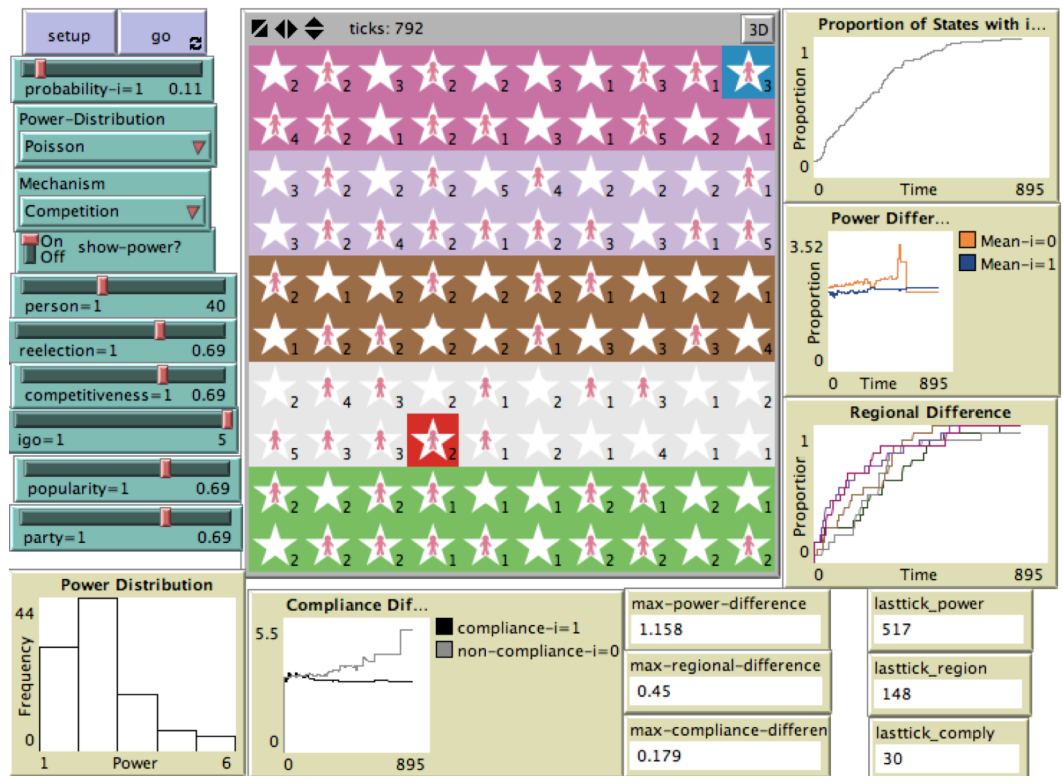 setup
go
probability-i=1 0.11
Power-Distribution
Poisson
Mechanism
Competition
On
Off
show-power?
person=1 40
reelection=1 0.69
competitiveness=1 0.69
igo=1 5
popularity=1 0.69
party=1 0.69
ticks: 792
3D
2 2 3 2 2 3 1 3 1 3
4 2 1 2 2 1 3 5 2 1
3 2 2 2 5 4 2 2 2 1
3 2 4 1 1 2 3 3 1 5
2 1 2 2 2 2 1 2 2 1
1 2 2 2 2 1 3 3 3 4
2 4 3 2 1 2 1 3 1 2
5 3 3 2 1 2 1 4 1 1
2 2 2 1 1 1 2 2 1 2
2 2 2 1 1 2 2 1 2 2
Proportion of States with i...
1
Proportion
0
0 Time 895
Power Differ...
3.52
Proportion
0
0 Time 895
Mean-i=0
Mean-i=1
Regional Difference
1
Proportion
0
0 Time 895
Power Distribution
44
Frequency
0
1 Power 6
Compliance Dif...
5.5
0
0 895
compliance-i=1
non-compliance-i=0
max-power-difference
1.158
max-regional-difference
0.45
max-compliance-differen
0.179
lasttick_power
517
lasttick_region
148
lasttick_comply
30